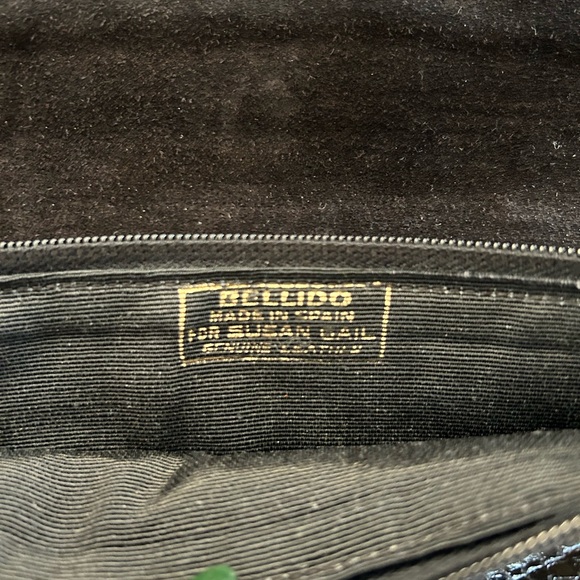 BELLIDO
MADE IN SPAIN
FOR SUSAN GAIL
GENUINE LEATHER